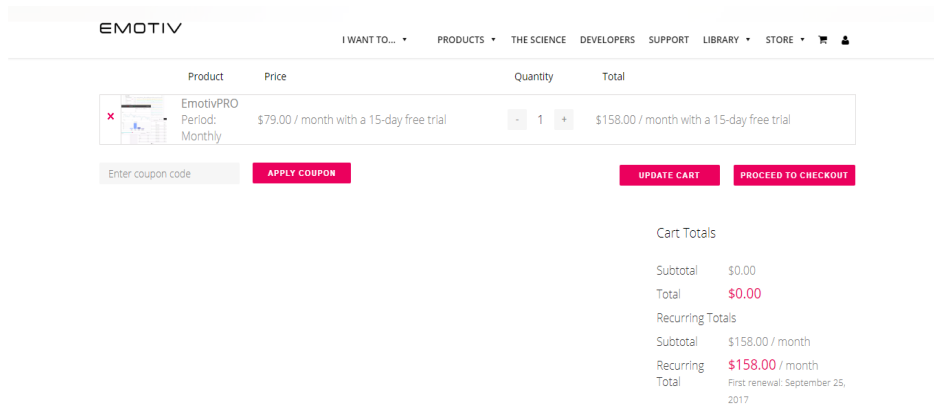 EMOTIV
I WANT TO... PRODUCTS THE SCIENCE DEVELOPERS SUPPORT LIBRARY STORE
Product Price Quantity Total
EmotivPRO
Period:
Monthly
$79.00 / month with a 15-day free trial
- 1 +
$158.00 / month with a 15-day free trial
Enter coupon code
APPLY COUPON
UPDATE CART
PROCEED TO CHECKOUT
Cart Totals
Subtotal $0.00
Total $0.00
Recurring Totals
Subtotal $158.00 / month
Recurring Total $158.00 / month
First renewal: September 25,
2017